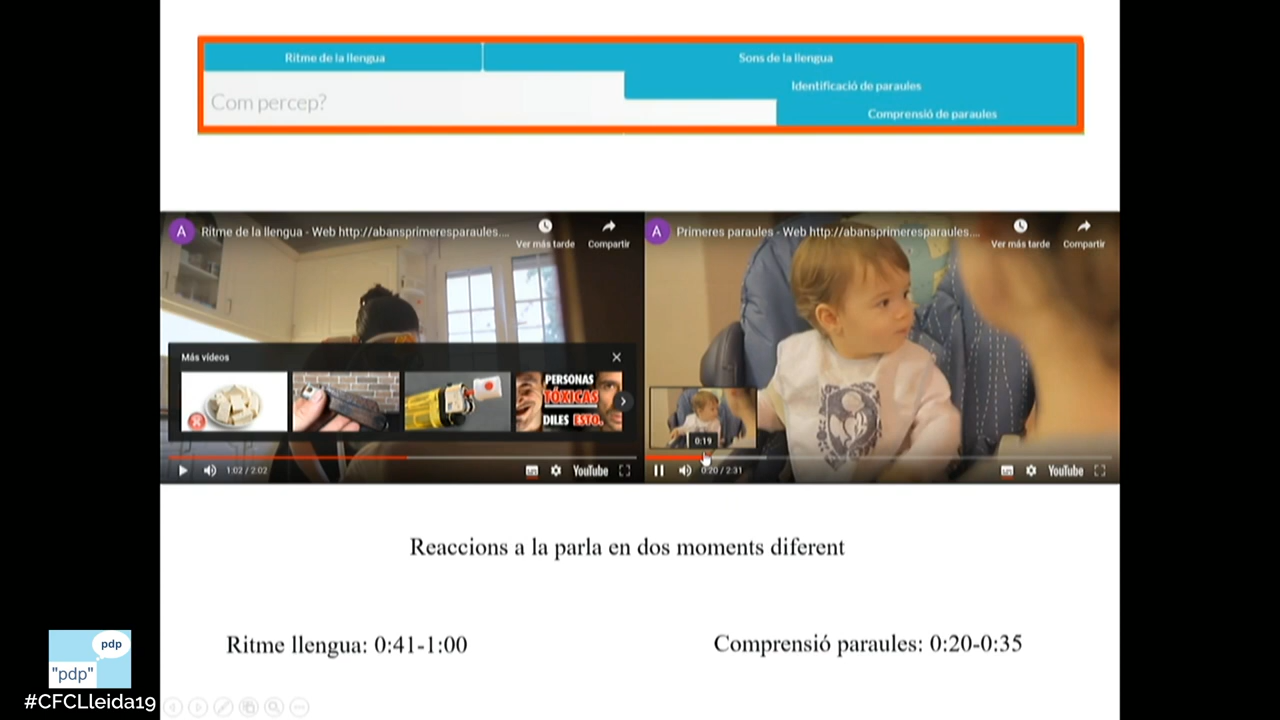 Ritme de la llengua
Sons de la llengua
Identificació de paraules
Com percep?
Comprensió de paraules
A
Ritme de la llengua - Web http://abansprimeresparaules....
Ver más tarde
Compartir
Más vídeos
PERSONAS
TÓXICAS
DILES ESTO.
1:02 / 2:02
YouTube
A
Primeres paraules - Web http://abansprimeresparaules....
Ver más tarde
Compartir
0:19
0:20 / 2:31
YouTube
Reaccions a la parla en dos moments diferent
Ritme llengua: 0:41-1:00
Comprensió paraules: 0:20-0:35
pdp
"pdp"
#CFCLleida19